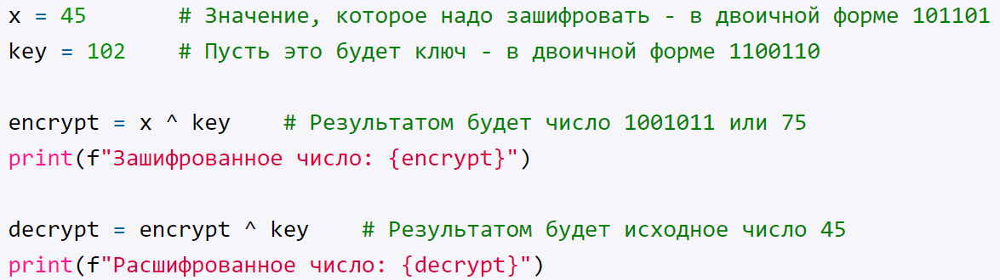 x = 45       # Значение, которое надо зашифровать - в двоичной форме 101101
key = 102    # Пусть это будет ключ - в двоичной форме 1100110
encrypt = x ^ key    # Результатом будет число 1001011 или 75
print(f"Зашифрованное число: {encrypt}")
decrypt = encrypt ^ key    # Результатом будет исходное число 45
print(f"Расшифрованное число: {decrypt}")